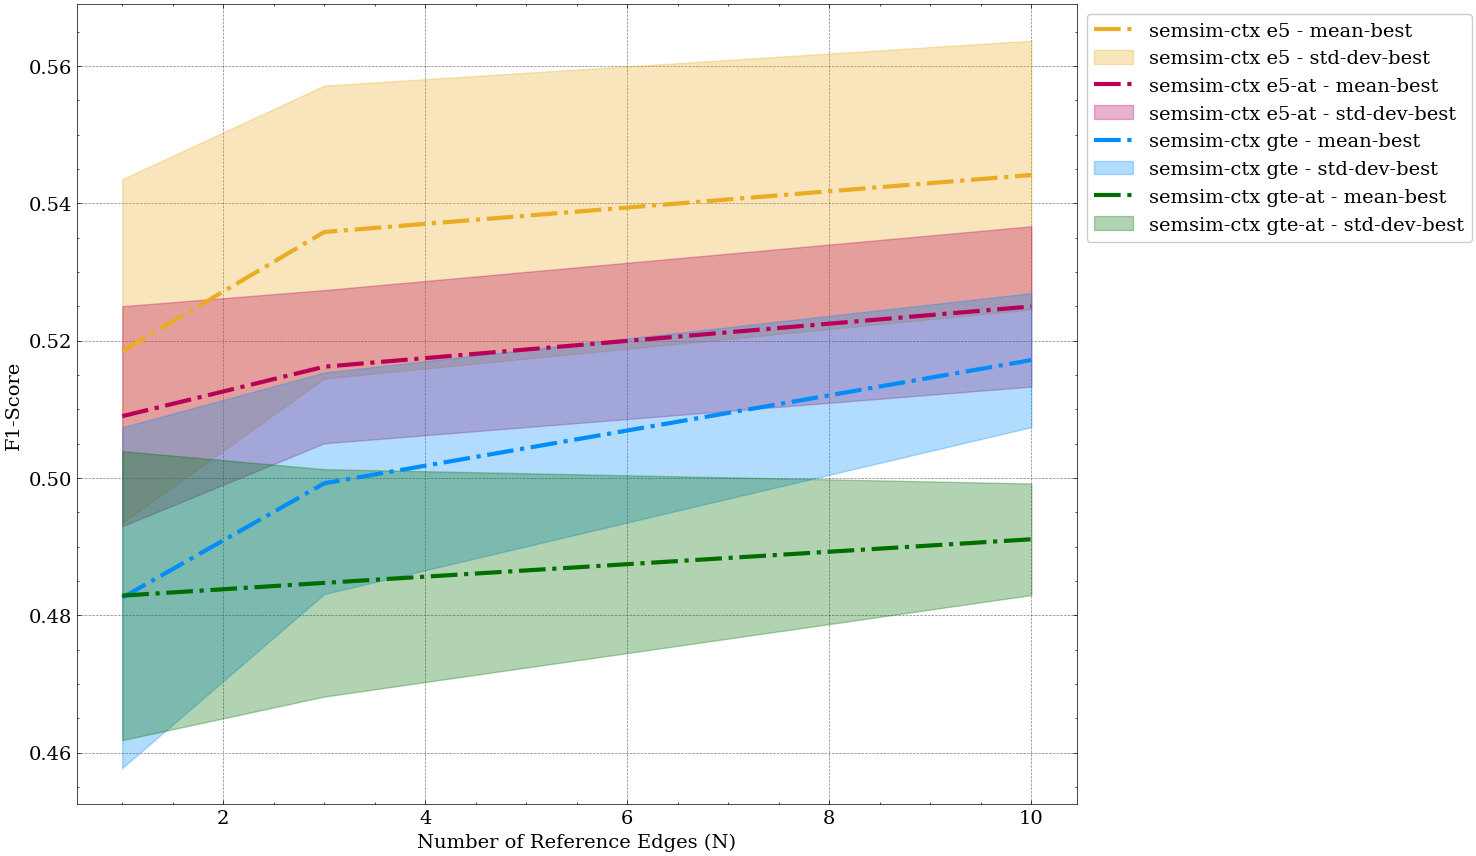 0.56
0.54
0.52
0.50
0.48
0.46
F1-Score
2
4
6
8
10
Number of Reference Edges (N)
semsim-ctx e5 - mean-best
semsim-ctx e5 - std-dev-best
semsim-ctx e5-at - mean-best
semsim-ctx e5-at - std-dev-best
semsim-ctx gte - mean-best
semsim-ctx gte - std-dev-best
semsim-ctx gte-at - mean-best
semsim-ctx gte-at - std-dev-best